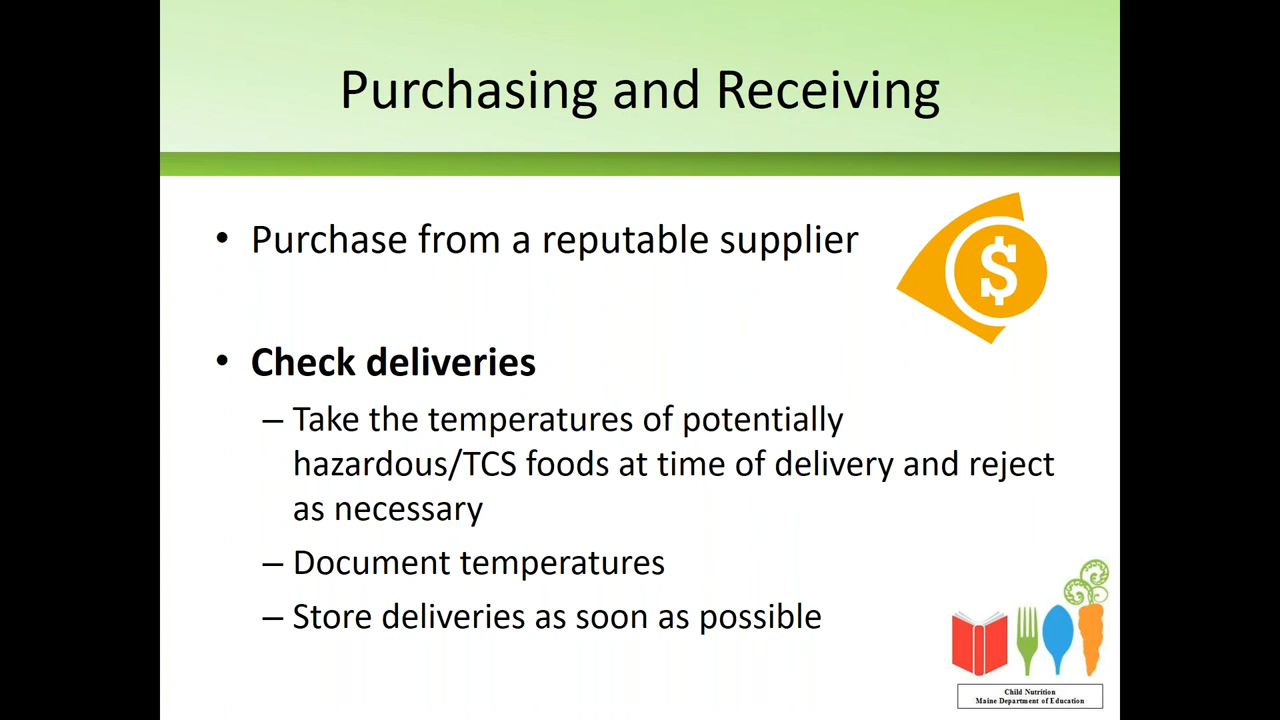 Purchasing and Receiving
• Purchase from a reputable supplier
$
• Check deliveries
– Take the temperatures of potentially
hazardous/TCS foods at time of delivery and reject
as necessary
– Document temperatures
– Store deliveries as soon as possible
Child Nutrition
Maine Department of Education